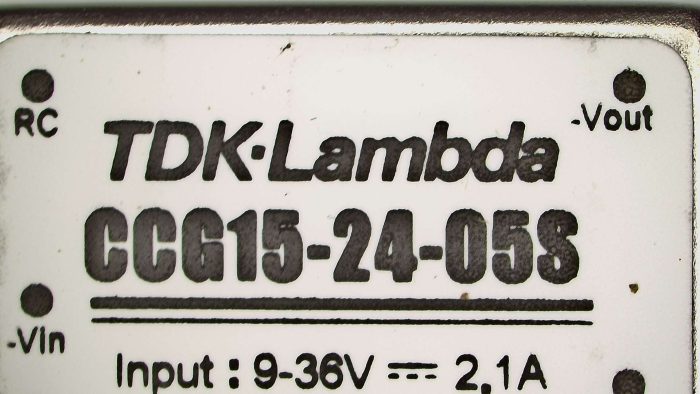 RC
-Vout
TDK·Lambda
CCG15-24-05S
-Vin
Input : 9-36V ⎓ 2,1A